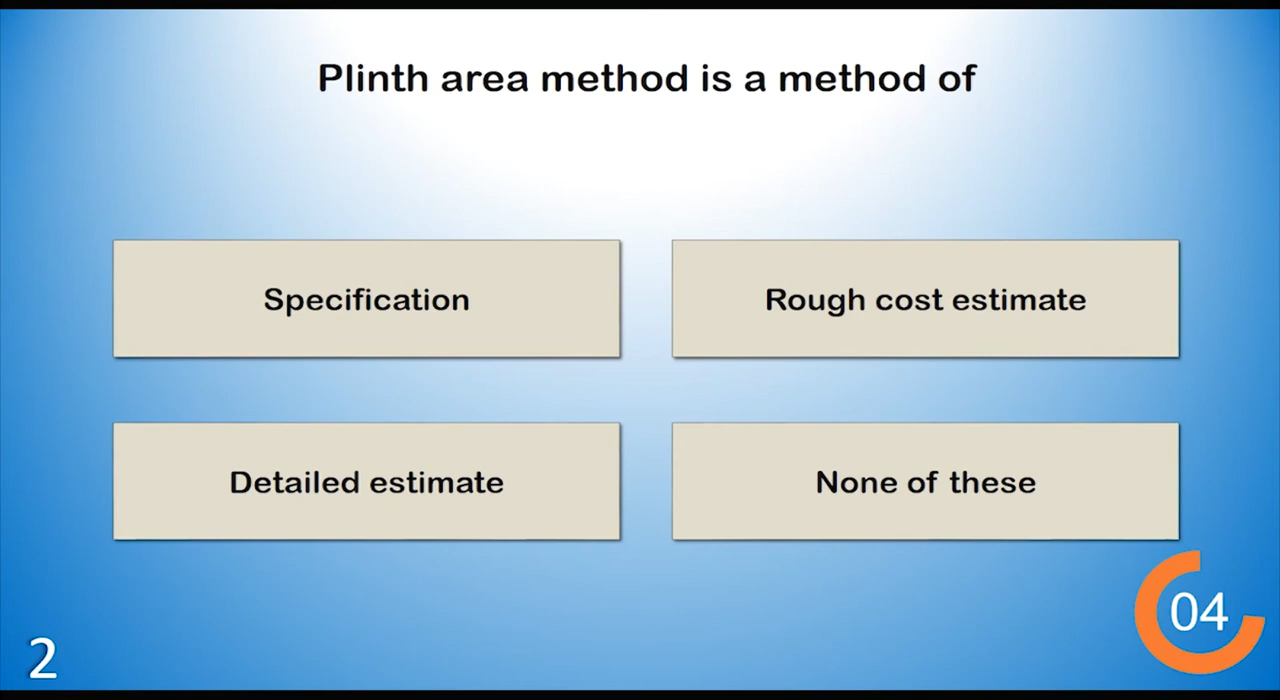 Plinth area method is a method of
Specification
Rough cost estimate
Detailed estimate
None of these
04
2